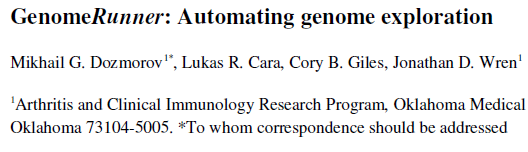 GenomeRunner: Automating genome exploration
Mikhail G. Dozmorov1*, Lukas R. Cara, Cory B. Giles, Jonathan D. Wren1
1Arthritis and Clinical Immunology Research Program, Oklahoma Medical
Oklahoma 73104-5005. *To whom correspondence should be addressed